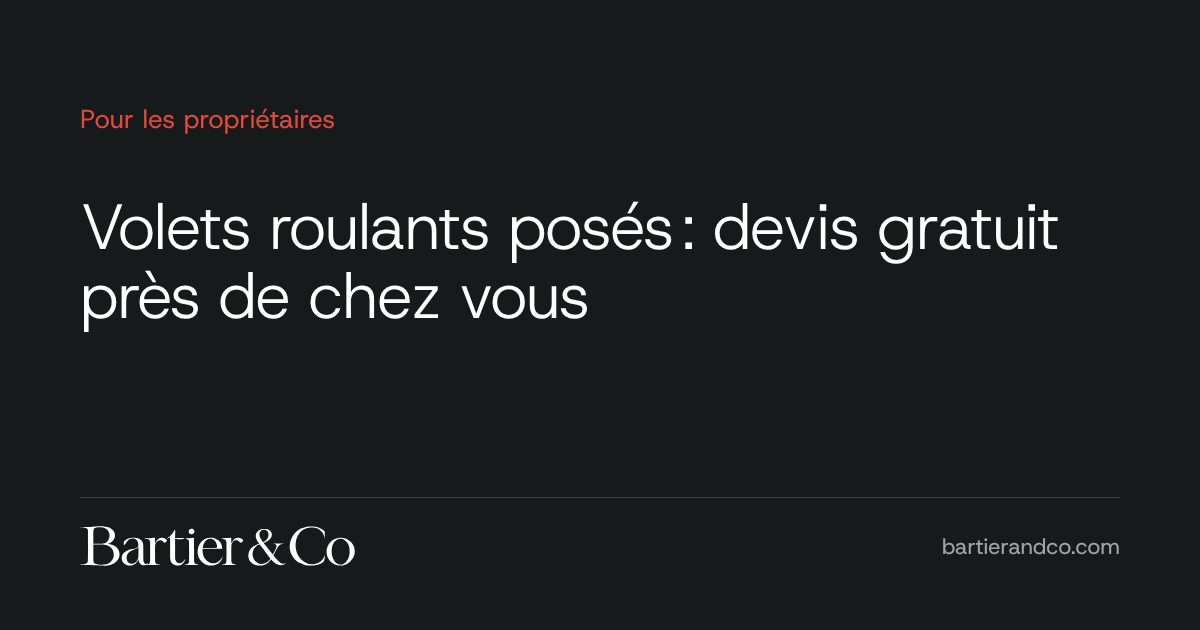 Pour les propriétaires
Volets roulants posés : devis gratuit
près de chez vous
Bartier & Co
bartierandco.com